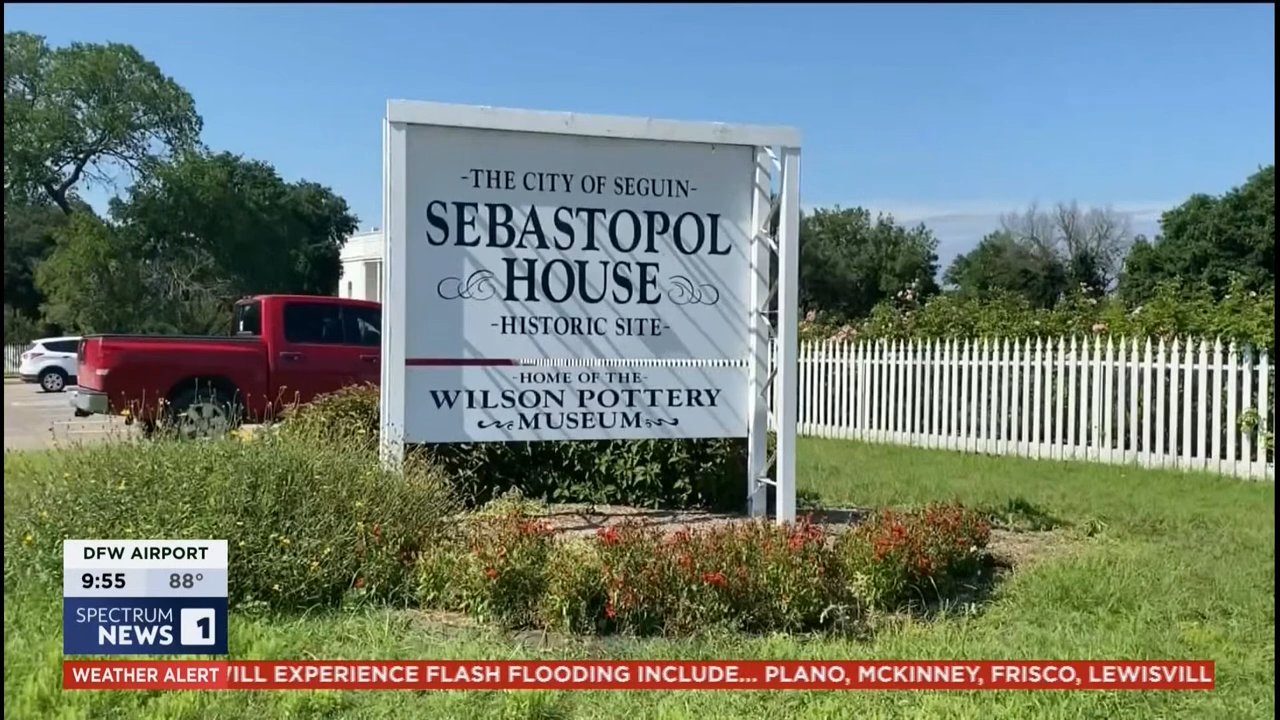 -THE CITY OF SEGUIN-
SEBASTOPOL
HOUSE
-HISTORIC SITE-
-HOME OF THE-
WILSON POTTERY
MUSEUM
DFW AIRPORT
9:55 88°
SPECTRUM
NEWS 1
WEATHER ALERT VILL EXPERIENCE FLASH FLOODING INCLUDE... PLANO, MCKINNEY, FRISCO, LEWISVILL